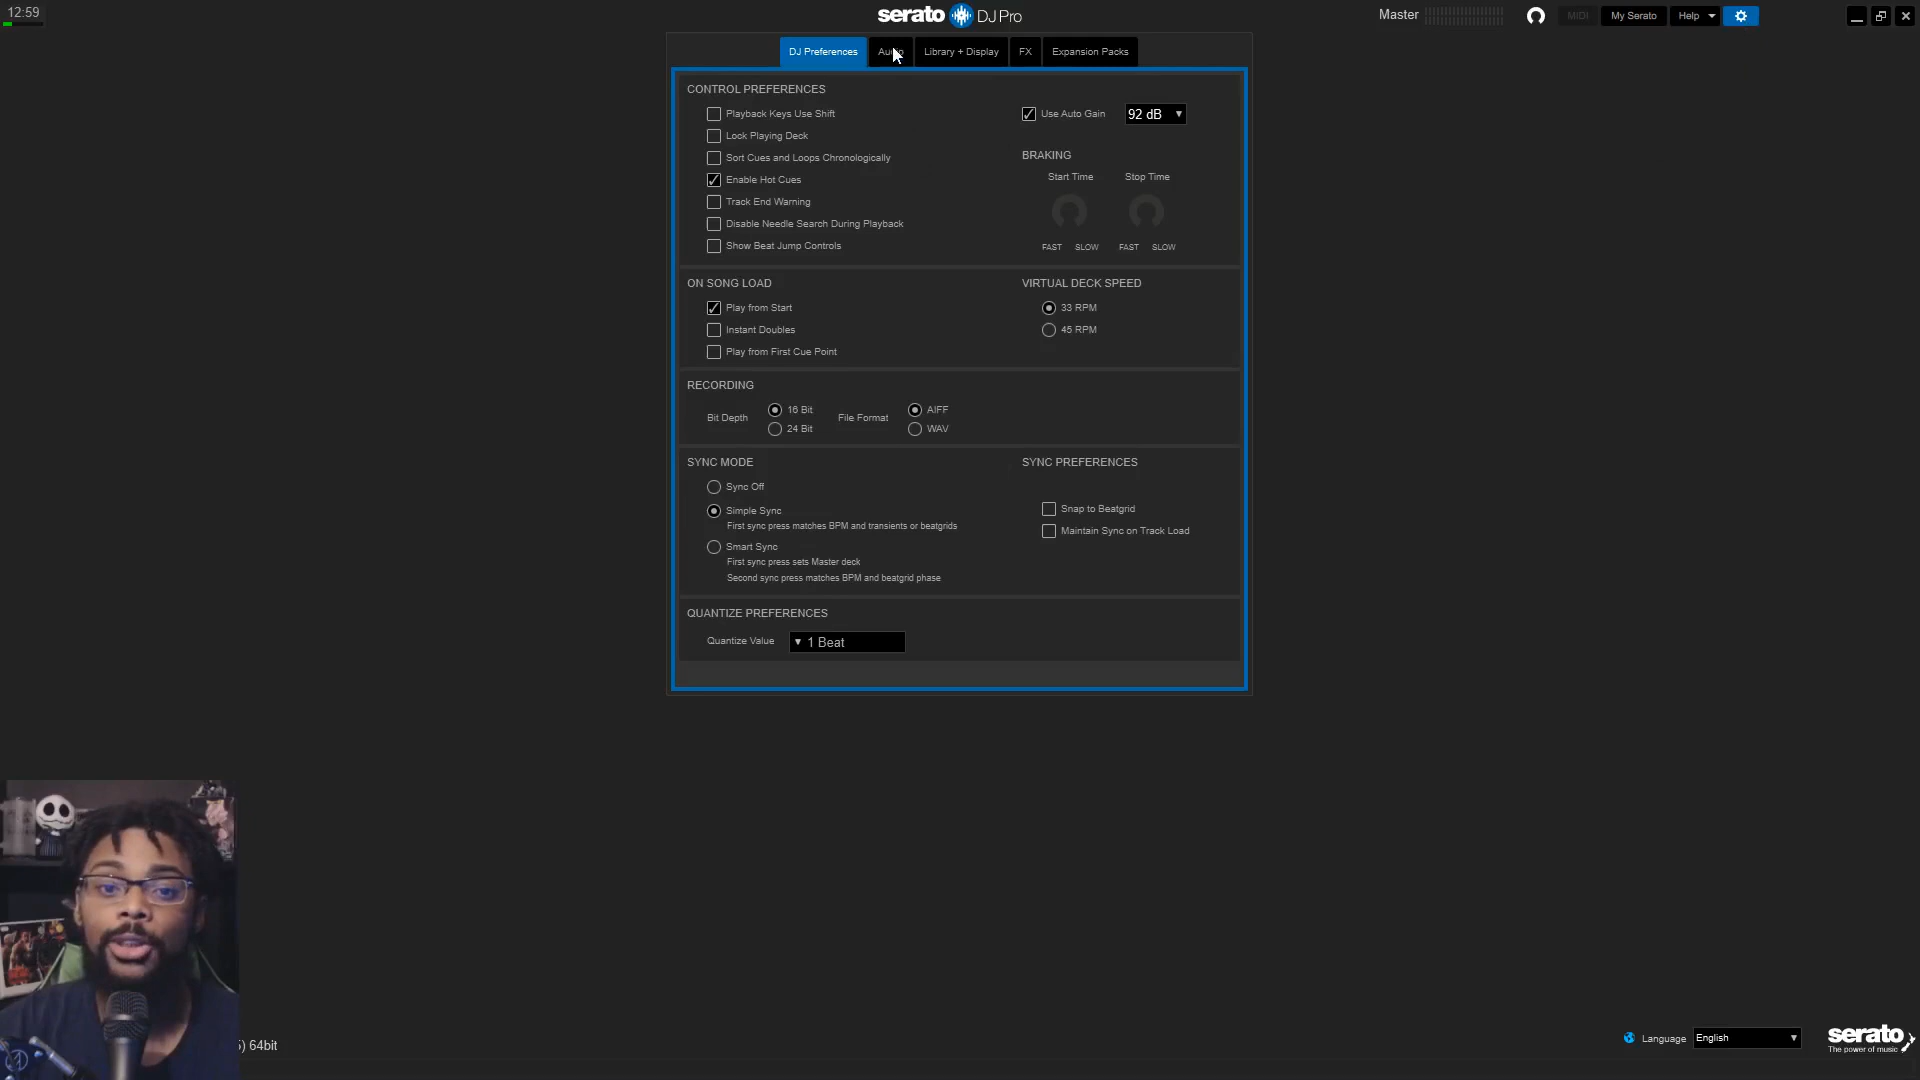 12:59
serato DJ Pro
Master
MIDI
My Serato
Help
DJ Preferences
Audio
Library + Display
FX
Expansion Packs
CONTROL PREFERENCES
Playback Keys Use Shift
Use Auto Gain
92 dB
Lock Playing Deck
Sort Cues and Loops Chronologically
BRAKING
Enable Hot Cues
Start Time
Stop Time
Track End Warning
Disable Needle Search During Playback
Show Beat Jump Controls
FAST SLOW
FAST SLOW
ON SONG LOAD
VIRTUAL DECK SPEED
Play from Start
33 RPM
Instant Doubles
45 RPM
Play from First Cue Point
RECORDING
Bit Depth
16 Bit
24 Bit
File Format
AIFF
WAV
SYNC MODE
SYNC PREFERENCES
Sync Off
Simple Sync
First sync press matches BPM and transients or beatgrids
Snap to Beatgrid
Maintain Sync on Track Load
Smart Sync
First sync press sets Master deck
Second sync press matches BPM and beatgrid phase
QUANTIZE PREFERENCES
Quantize Value
1 Beat
5) 64bit
Language
English
serato
The power of music